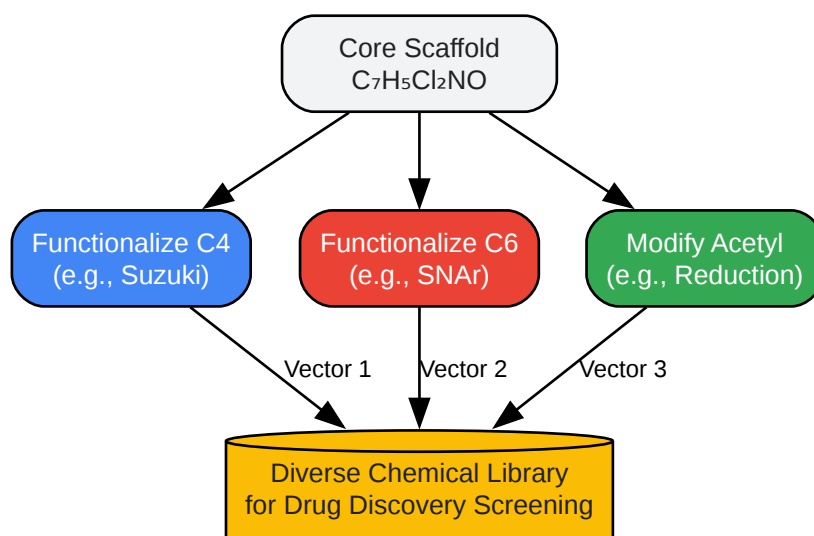 Core Scaffold
C₇H₅Cl₂NO
Functionalize C4
(e.g., Suzuki)
Functionalize C6
(e.g., SNAr)
Modify Acetyl
(e.g., Reduction)
Vector 1
Vector 2
Vector 3
Diverse Chemical Library
for Drug Discovery Screening